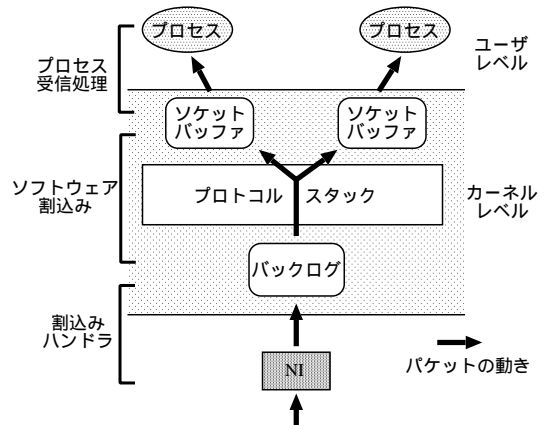 プロセス
プロセス
ユーザ
レベル
プロセス
受信処理
ソケット
バッファ
ソケット
バッファ
ソフトウェア
割込み
プロトコル スタック
カーネル
レベル
バックログ
割込み
ハンドラ
NI
パケットの動き